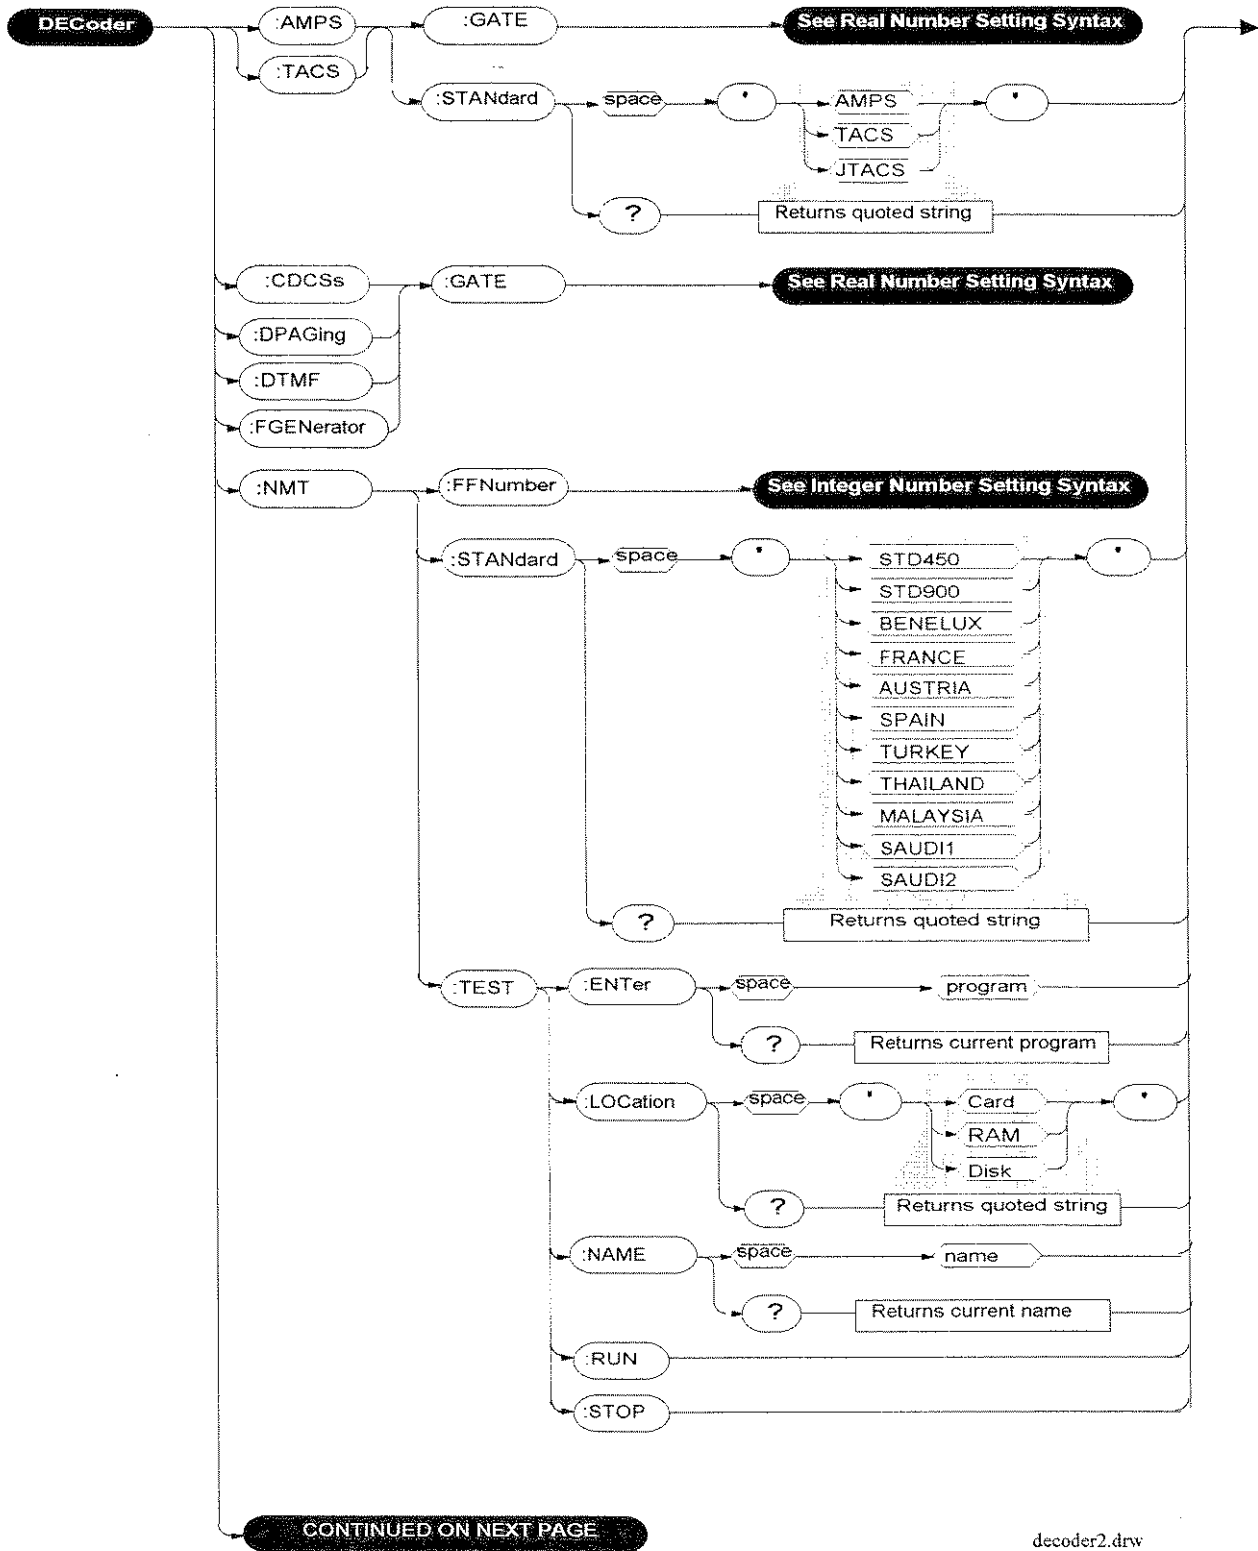 DECoder :AMPS :GATE See Real Number Setting Syntax
:TACS
:STANdard space ' AMPS '
TACS
JTACS
? Returns quoted string
:CDCSs :GATE See Real Number Setting Syntax
:DPAGing
:DTMF
:FGENerator
:NMT :FFNumber See Integer Number Setting Syntax
:STANdard space ' STD450 '
STD900
BENELUX
FRANCE
AUSTRIA
SPAIN
TURKEY
THAILAND
MALAYSIA
SAUDI1
SAUDI2
? Returns quoted string
:TEST :ENTer space program
? Returns current program
:LOCation space ' Card '
RAM
Disk
? Returns quoted string
:NAME space name
? Returns current name
:RUN
:STOP
CONTINUED ON NEXT PAGE
decoder2.drw